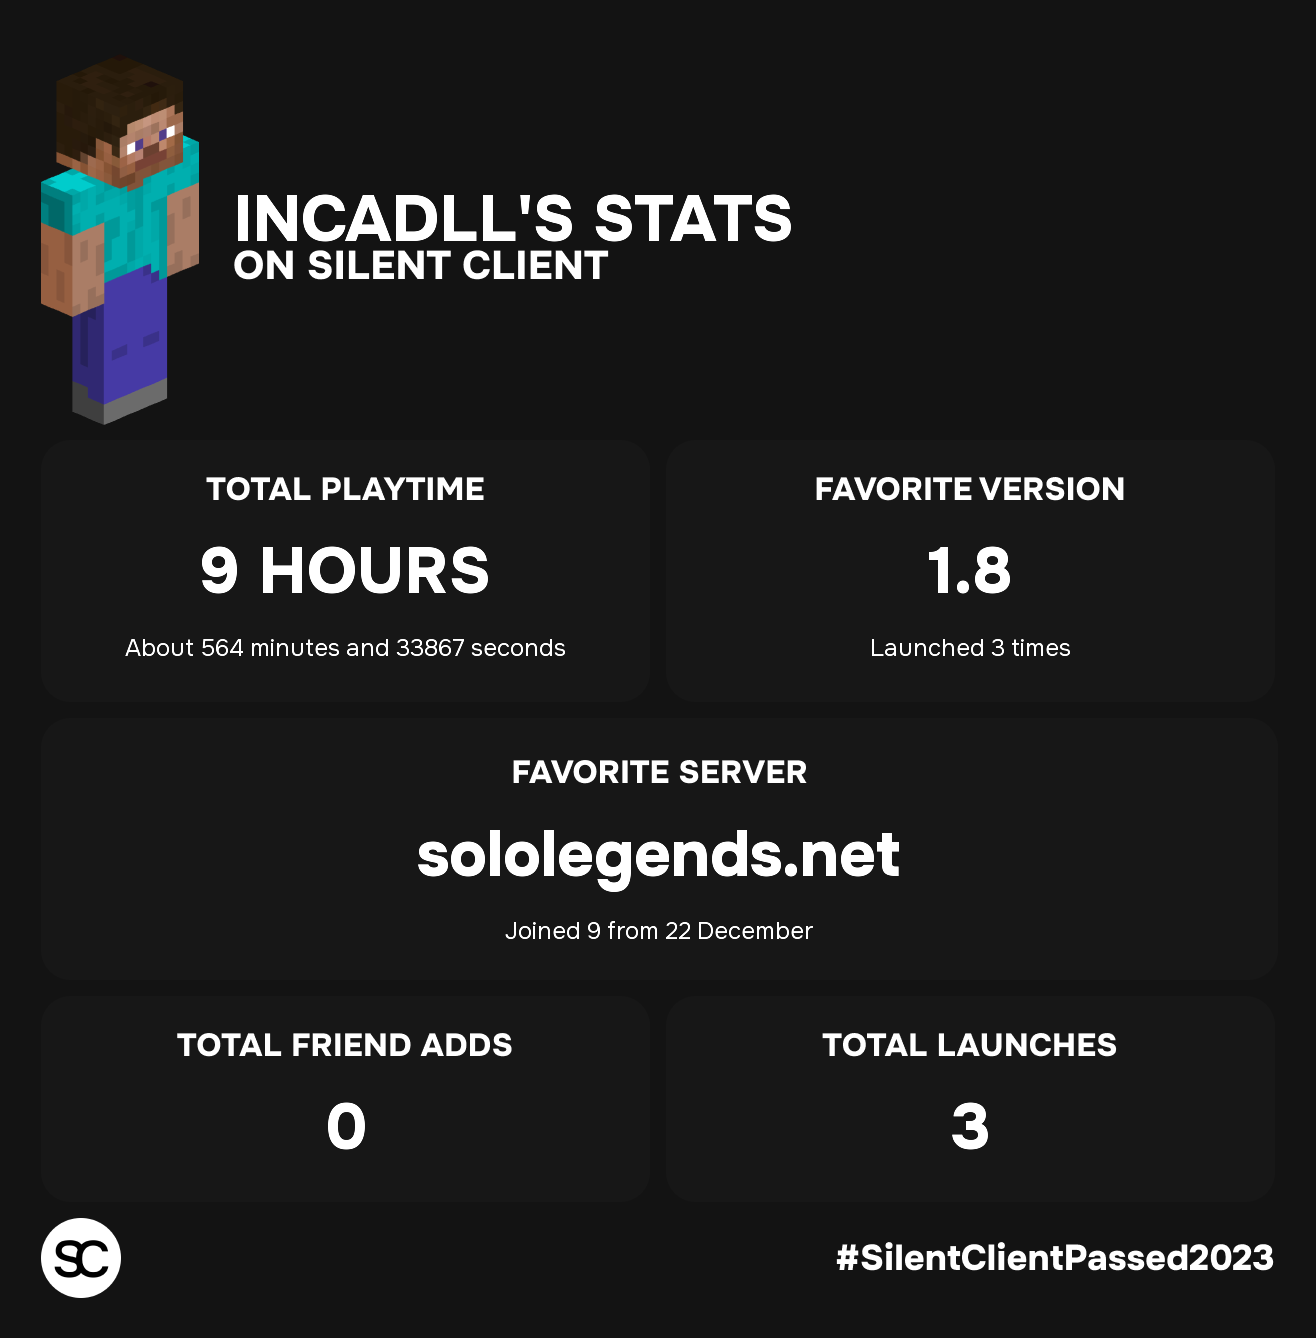 INCADLL'S STATS
ON SILENT CLIENT
TOTAL PLAYTIME
9 HOURS
About 564 minutes and 33867 seconds
FAVORITE VERSION
1.8
Launched 3 times
FAVORITE SERVER
sololegends.net
Joined 9 from 22 December
TOTAL FRIEND ADDS
0
TOTAL LAUNCHES
3
SC
#SilentClientPassed2023